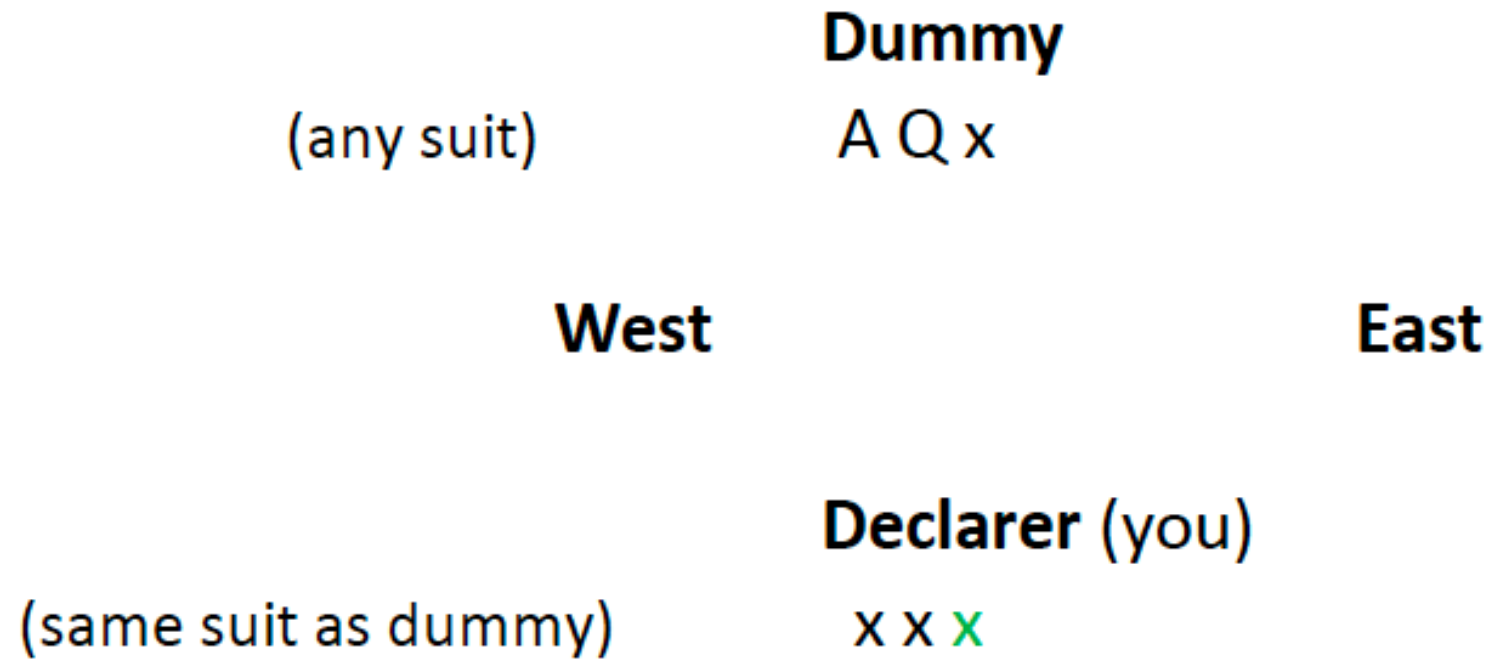 Dummy
(any suit) A Q x
West East
Declarer (you)
(same suit as dummy) x x x